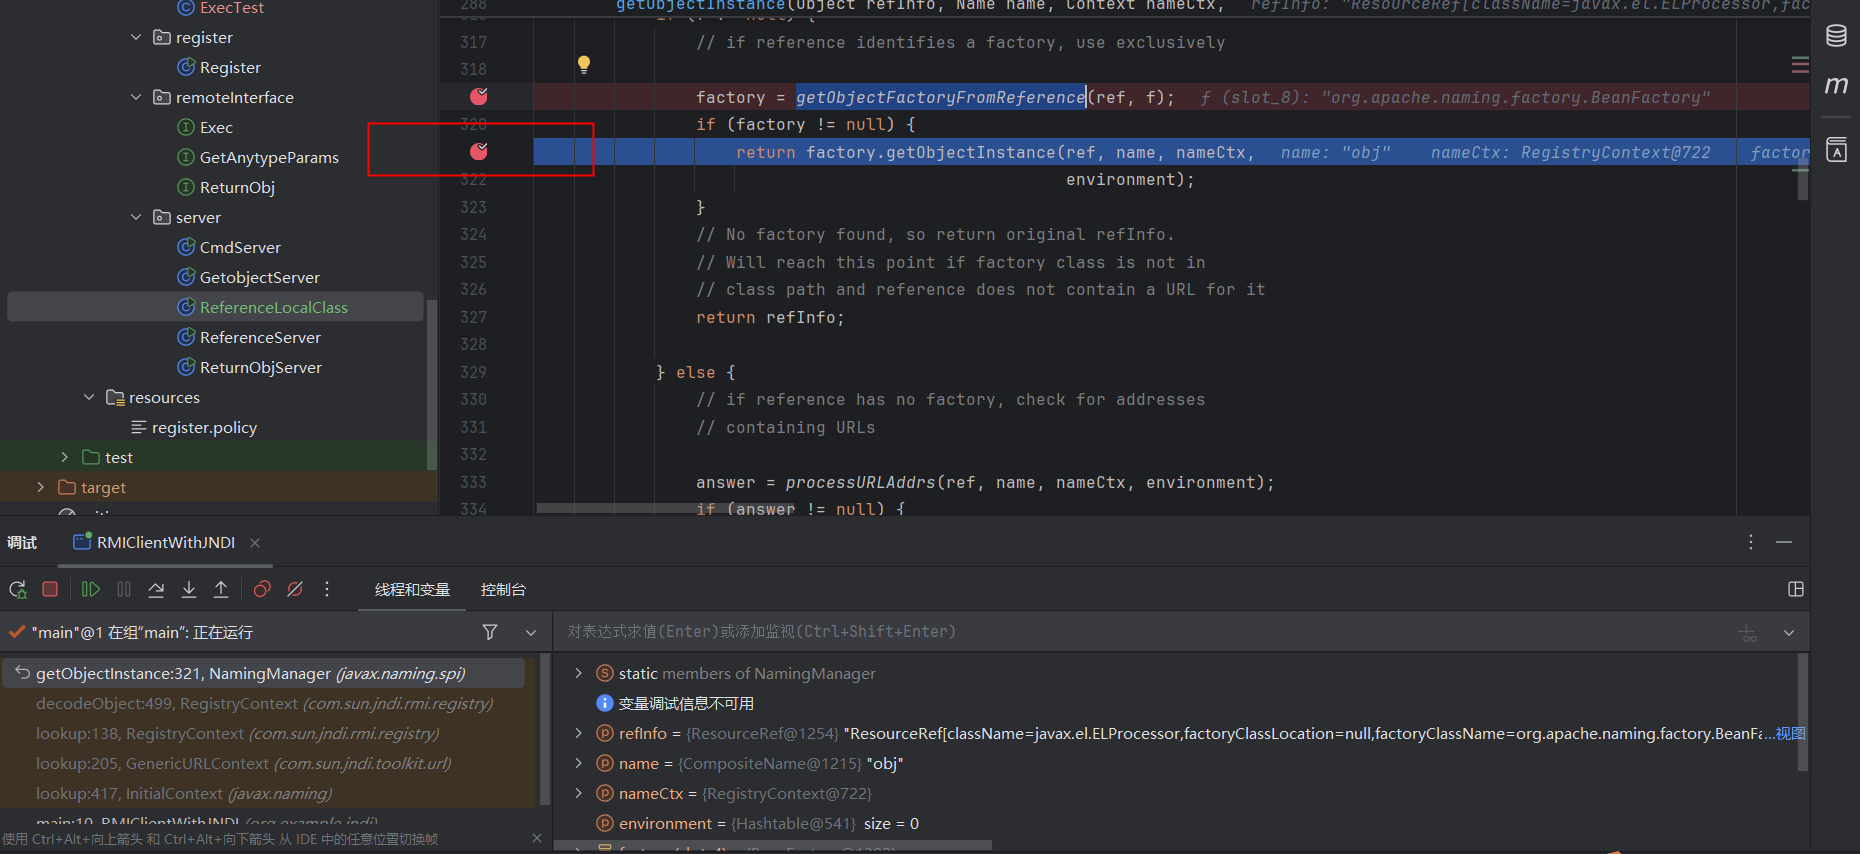 ExecTest
register
Register
remoteInterface
Exec
GetAnytypeParams
ReturnObj
server
CmdServer
GetobjectServer
ReferenceLocalClass
ReferenceServer
ReturnObjServer
resources
register.policy
test
target
288 getObjectInstance(Object refInfo, Name name, Context nameCtx, refInfo: "ResourceRef[className=javax.el.ELProcessor,fac
317 // if reference identifies a factory, use exclusively
318
factory = getObjectFactoryFromReference(ref, f); f (slot_8): "org.apache.naming.factory.BeanFactory"
320 if (factory != null) {
return factory.getObjectInstance(ref, name, nameCtx, name: "obj" nameCtx: RegistryContext@722 factor
322 environment);
323 }
324 // No factory found, so return original refInfo.
325 // Will reach this point if factory class is not in
326 // class path and reference does not contain a URL for it
327 return refInfo;
328
329 } else {
330 // if reference has no factory, check for addresses
331 // containing URLs
332
333 answer = processURLAddrs(ref, name, nameCtx, environment);
334 if (answer != null) {
调试 RMIClientWithJNDI
线程和变量 控制台
"main"@1 在组"main": 正在运行
对表达式求值(Enter)或添加监视(Ctrl+Shift+Enter)
getObjectInstance:321, NamingManager (javax.naming.spi)
decodeObject:499, RegistryContext (com.sun.jndi.rmi.registry)
lookup:138, RegistryContext (com.sun.jndi.rmi.registry)
lookup:205, GenericURLContext (com.sun.jndi.toolkit.url)
lookup:417, InitialContext (javax.naming)
main:10, RMIClientWithJNDI (org.example.jndi)
使用 Ctrl+Alt+向上箭头 和 Ctrl+Alt+向下箭头 从 IDE 中的任意位置切换帧
static members of NamingManager
变量调试信息不可用
refInfo = {ResourceRef@1254} "ResourceRef[className=javax.el.ELProcessor,factoryClassLocation=null,factoryClassName=org.apache.naming.factory.BeanFa...视图
name = {CompositeName@1215} "obj"
nameCtx = {RegistryContext@722}
environment = {Hashtable@541} size = 0